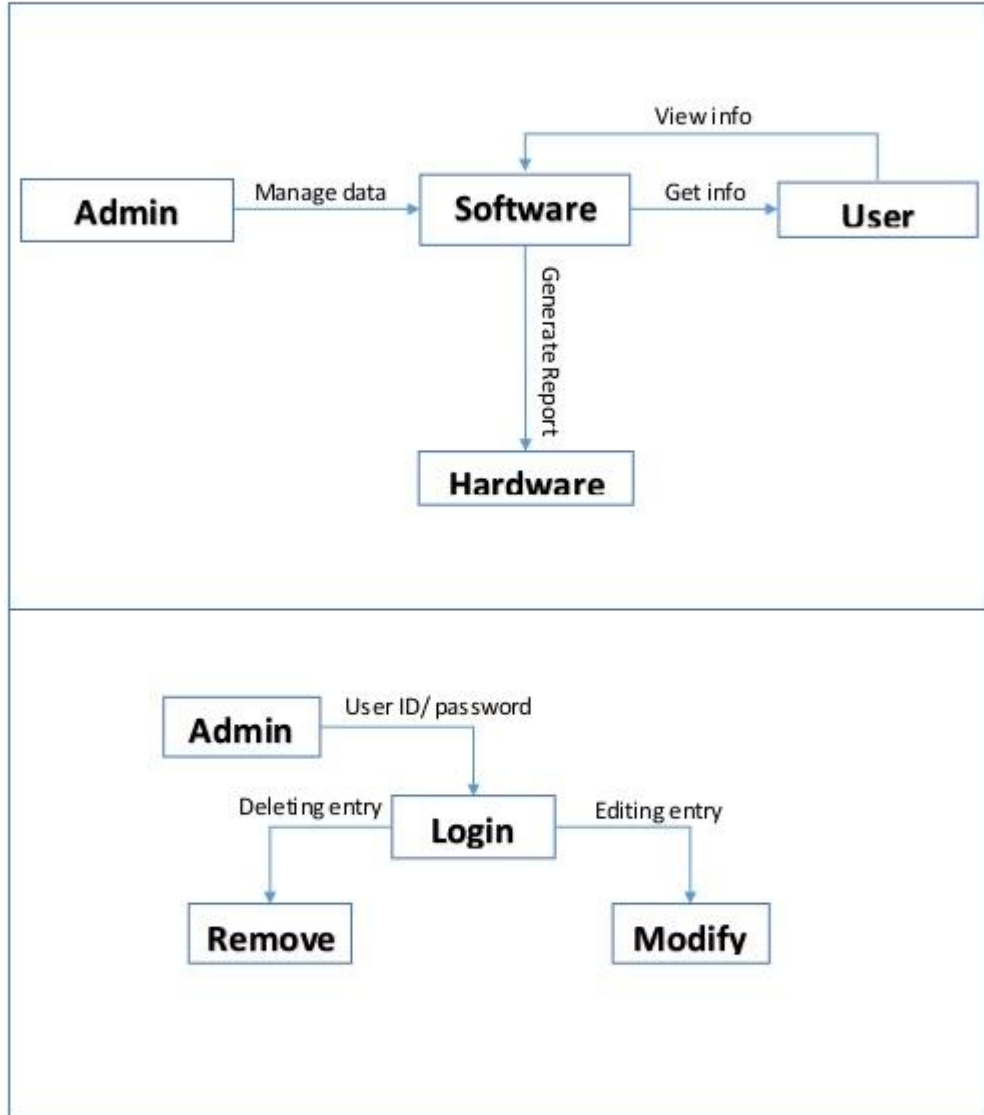 View info
Admin
Manage data
Software
Get info
User
Generate Report
Hardware
Admin
User ID/ password
Deleting entry
Login
Editing entry
Remove
Modify